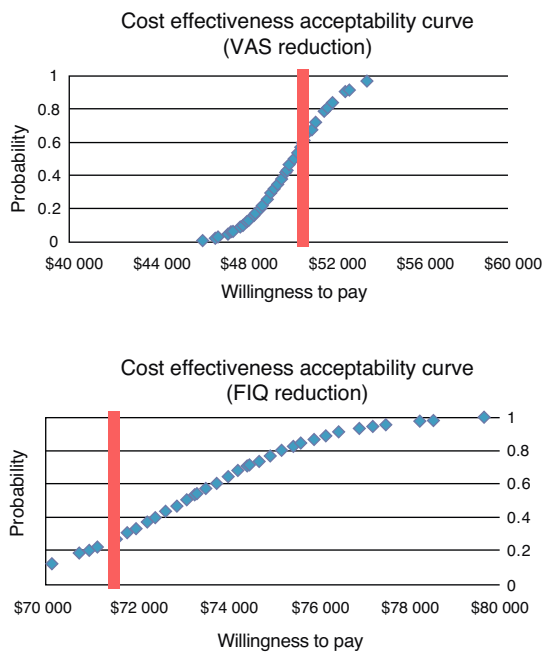 Cost effectiveness acceptability curve
(VAS reduction)
1
0.8
0.6
0.4
0.2
0
Probability
$40 000 $44 000 $48 000 $52 000 $56 000 $60 000
Willingness to pay
Cost effectiveness acceptability curve
(FIQ reduction)
Probability
1
0.8
0.6
0.4
0.2
0
$70 000 $72 000 $74 000 $76 000 $78 000 $80 000
Willingness to pay